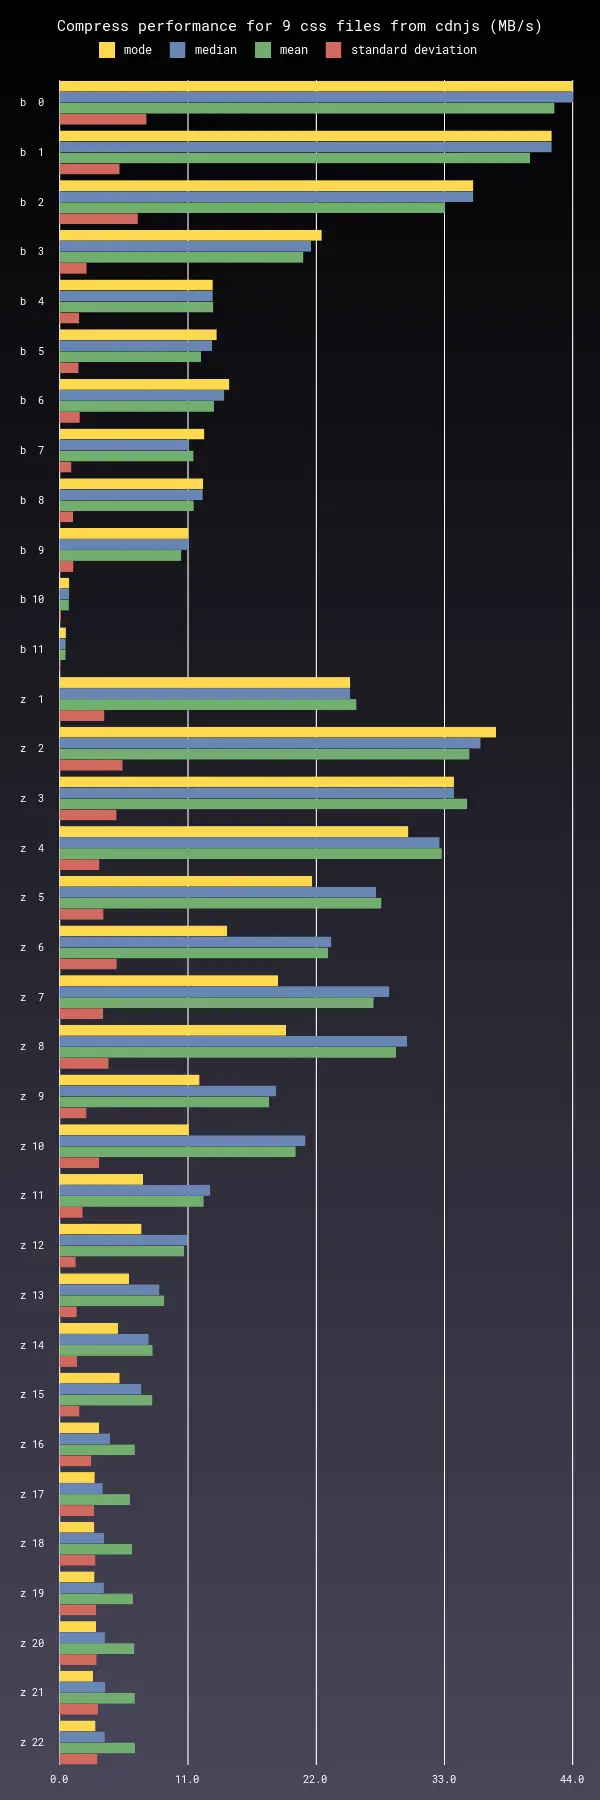 Compress performance for 9 css files from cdnjs (MB/s)
mode median mean standard deviation
b 0
b 1
b 2
b 3
b 4
b 5
b 6
b 7
b 8
b 9
b 10
b 11
z 1
z 2
z 3
z 4
z 5
z 6
z 7
z 8
z 9
z 10
z 11
z 12
z 13
z 14
z 15
z 16
z 17
z 18
z 19
z 20
z 21
z 22
0.0 11.0 22.0 33.0 44.0